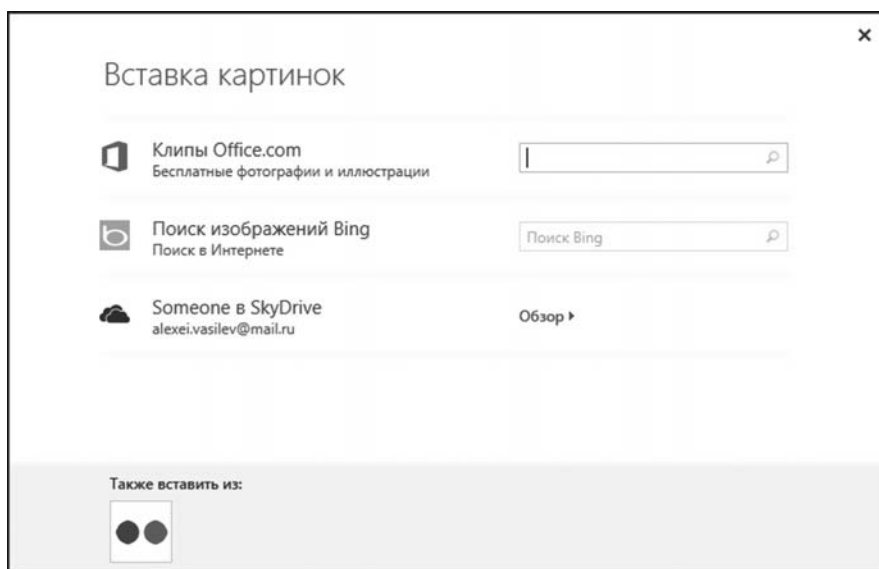 Вставка картинок
Клипы Office.com
Бесплатные фотографии и иллюстрации
Поиск изображений Bing
Поиск в Интернете
Поиск Bing
Someone в SkyDrive
alexei.vasilev@mail.ru
Обзор
Также вставить из: